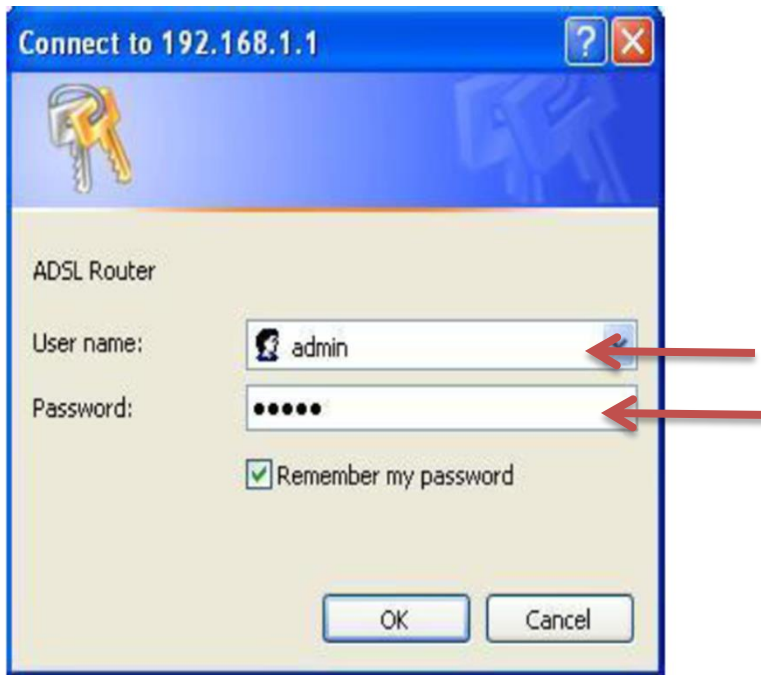 Connect to 192.168.1.1
ADSL Router
User name: admin
Password: •••••
Remember my password
OK Cancel